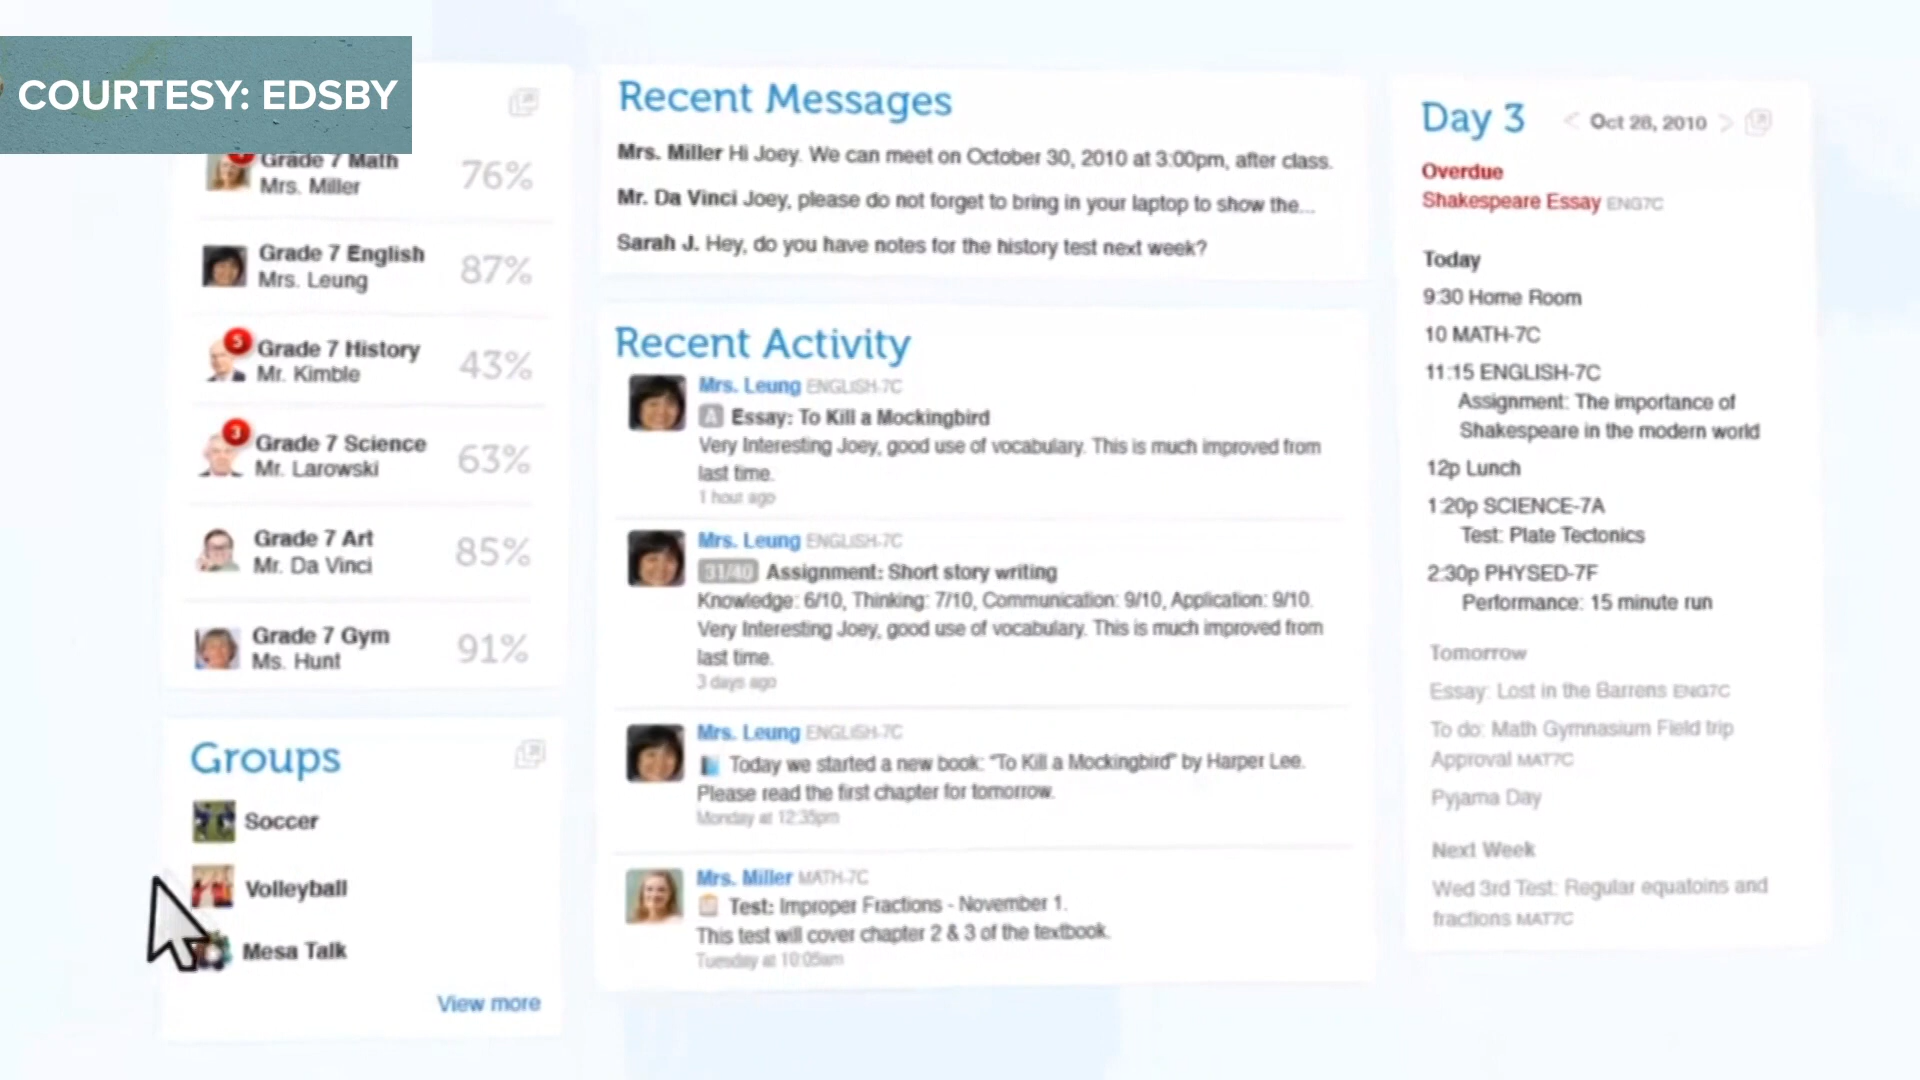 COURTESY: EDSBY
Grade 7 Math
Mrs. Miller
76%
Grade 7 English
Mrs. Leung
87%
5
Grade 7 History
Mr. Kimble
43%
3
Grade 7 Science
Mr. Larowski
63%
Grade 7 Art
Mr. Da Vinci
85%
Grade 7 Gym
Ms. Hunt
91%
Groups
Soccer
Volleyball
Mesa Talk
View more
Recent Messages
Mrs. Miller Hi Joey. We can meet on October 30, 2010 at 3:00pm, after class.
Mr. Da Vinci Joey, please do not forget to bring in your laptop to show the...
Sarah J. Hey, do you have notes for the history test next week?
Recent Activity
Mrs. Leung ENGLISH-7C
A Essay: To Kill a Mockingbird
Very Interesting Joey, good use of vocabulary. This is much improved from
last time.
1 hour ago
Mrs. Leung ENGLISH-7C
31/40 Assignment: Short story writing
Knowledge: 6/10, Thinking: 7/10, Communication: 9/10, Application: 9/10.
Very Interesting Joey, good use of vocabulary. This is much improved from
last time.
3 days ago
Mrs. Leung ENGLISH-7C
Today we started a new book: "To Kill a Mockingbird" by Harper Lee.
Please read the first chapter for tomorrow.
Monday at 12:35pm
Mrs. Miller MATH-7C
Test: Improper Fractions - November 1.
This test will cover chapter 2 & 3 of the textbook.
Tuesday at 10:05am
Day 3 < Oct 28, 2010 >
Overdue
Shakespeare Essay ENG7C
Today
9:30 Home Room
10 MATH-7C
11:15 ENGLISH-7C
Assignment: The importance of
Shakespeare in the modern world
12p Lunch
1:20p SCIENCE-7A
Test: Plate Tectonics
2:30p PHYSED-7F
Performance: 15 minute run
Tomorrow
Essay: Lost in the Barrens ENG7C
To do: Math Gymnasium Field trip
Approval MAT7C
Pyjama Day
Next Week
Wed 3rd Test: Regular equatoins and
fractions MAT7C